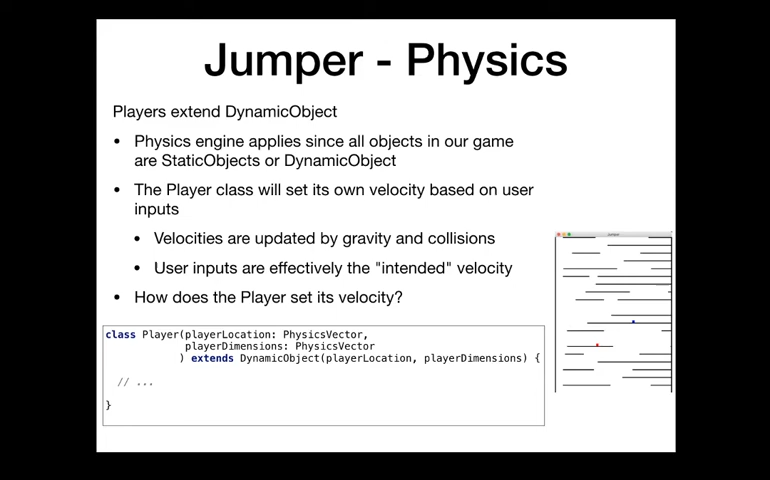 Jumper - Physics
Players extend DynamicObject
• Physics engine applies since all objects in our game
are StaticObjects or DynamicObject
• The Player class will set its own velocity based on user
inputs
• Velocities are updated by gravity and collisions
• User inputs are effectively the "intended" velocity
• How does the Player set its velocity?
Jumper
class Player(playerLocation: PhysicsVector,
playerDimensions: PhysicsVector
) extends DynamicObject(playerLocation, playerDimensions) {
// ...
}